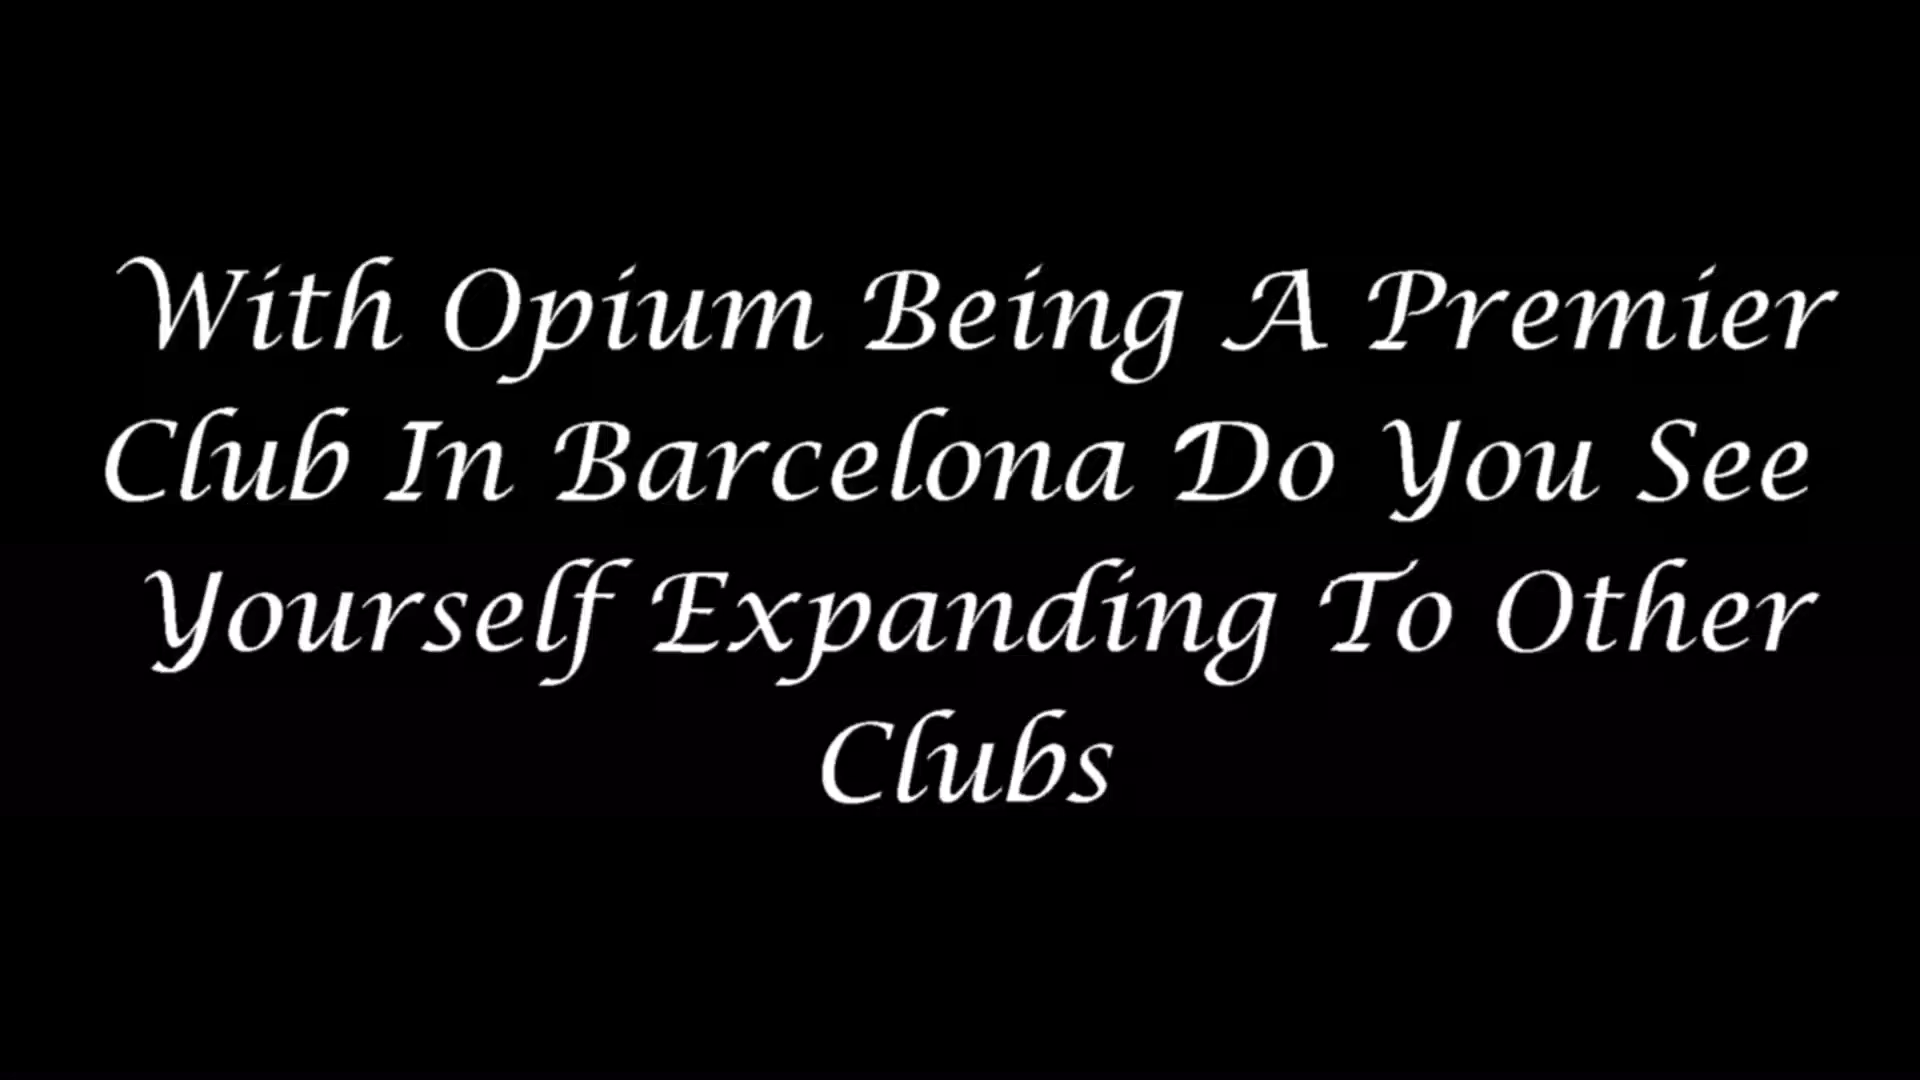 With Opium Being A Premier
Club In Barcelona Do You See
Yourself Expanding To Other
Clubs